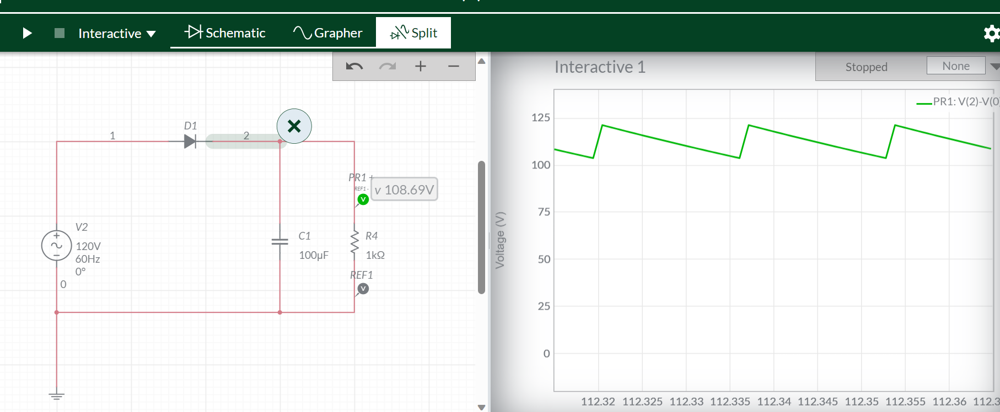 Interactive Schematic Grapher Split
Interactive 1
Stopped
None
PR1: V(2)-V(0)
D1
1
2
PR1 +
REF1 -
V
v 108.69V
V2
120V
60Hz
0°
0
C1
100µF
R4
1kΩ
REF1
V
Voltage (V)
125
100
75
50
25
0
112.32 112.325 112.33 112.335 112.34 112.345 112.35 112.355 112.36